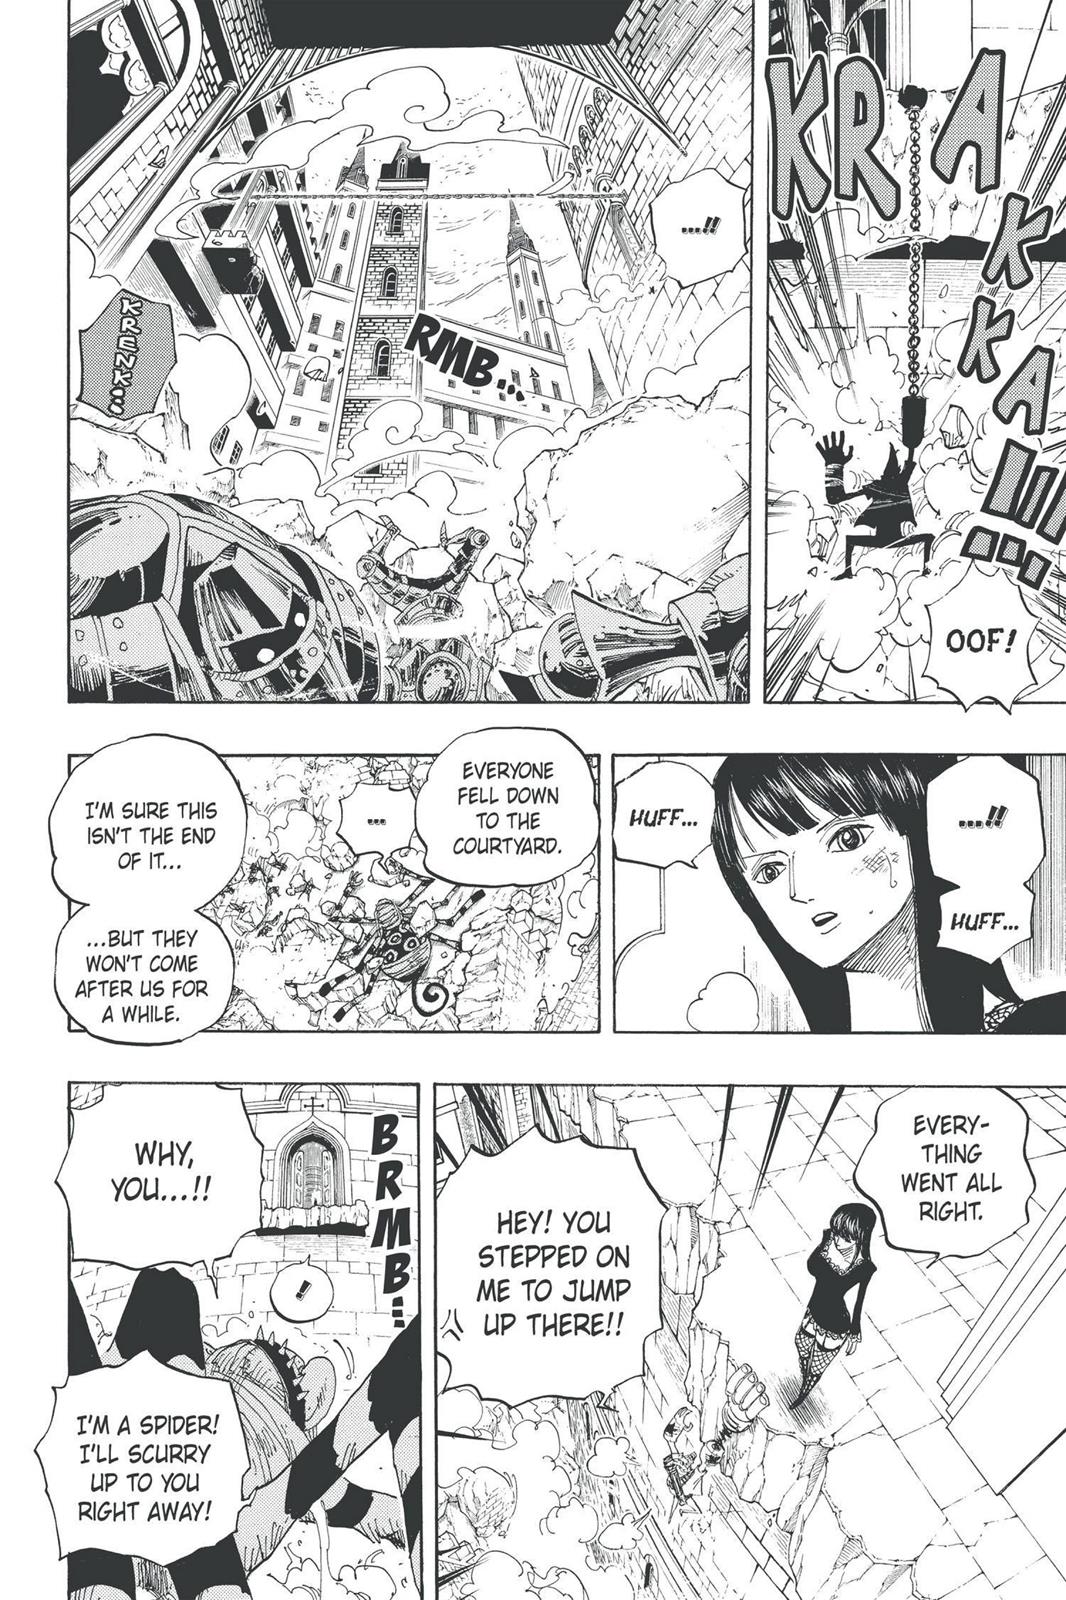 KRAKKA!!!
OOF!
...!!
RMB...
KRENK...
...!!
HUFF...
HUFF...
EVERYONE
FELL DOWN
TO THE
COURTYARD.
...
I'M SURE THIS
ISN'T THE END
OF IT...
...BUT THEY
WON'T COME
AFTER US FOR
A WHILE.
EVERY-
THING
WENT ALL
RIGHT.
HEY! YOU
STEPPED ON
ME TO JUMP
UP THERE!!
BRMB...
WHY,
YOU...!!
!
I'M A SPIDER!
I'LL SCURRY
UP TO YOU
RIGHT AWAY!